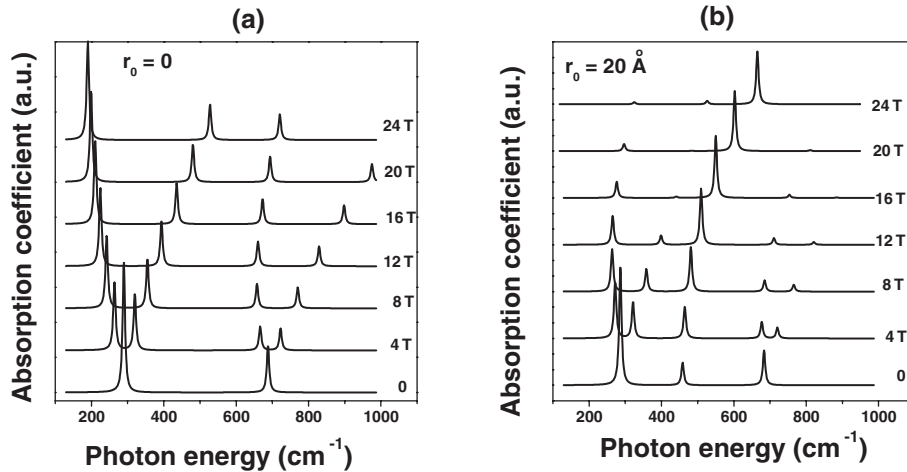 (a)
r0 = 0
24 T
20 T
16 T
12 T
8 T
4 T
0
Absorption coefficient (a.u.)
200 400 600 800 1000
Photon energy (cm-1)
(b)
r0 = 20 Å
24 T
20 T
16 T
12 T
8 T
4 T
0
Absorption coefficient (a.u.)
200 400 600 800 1000
Photon energy (cm-1)